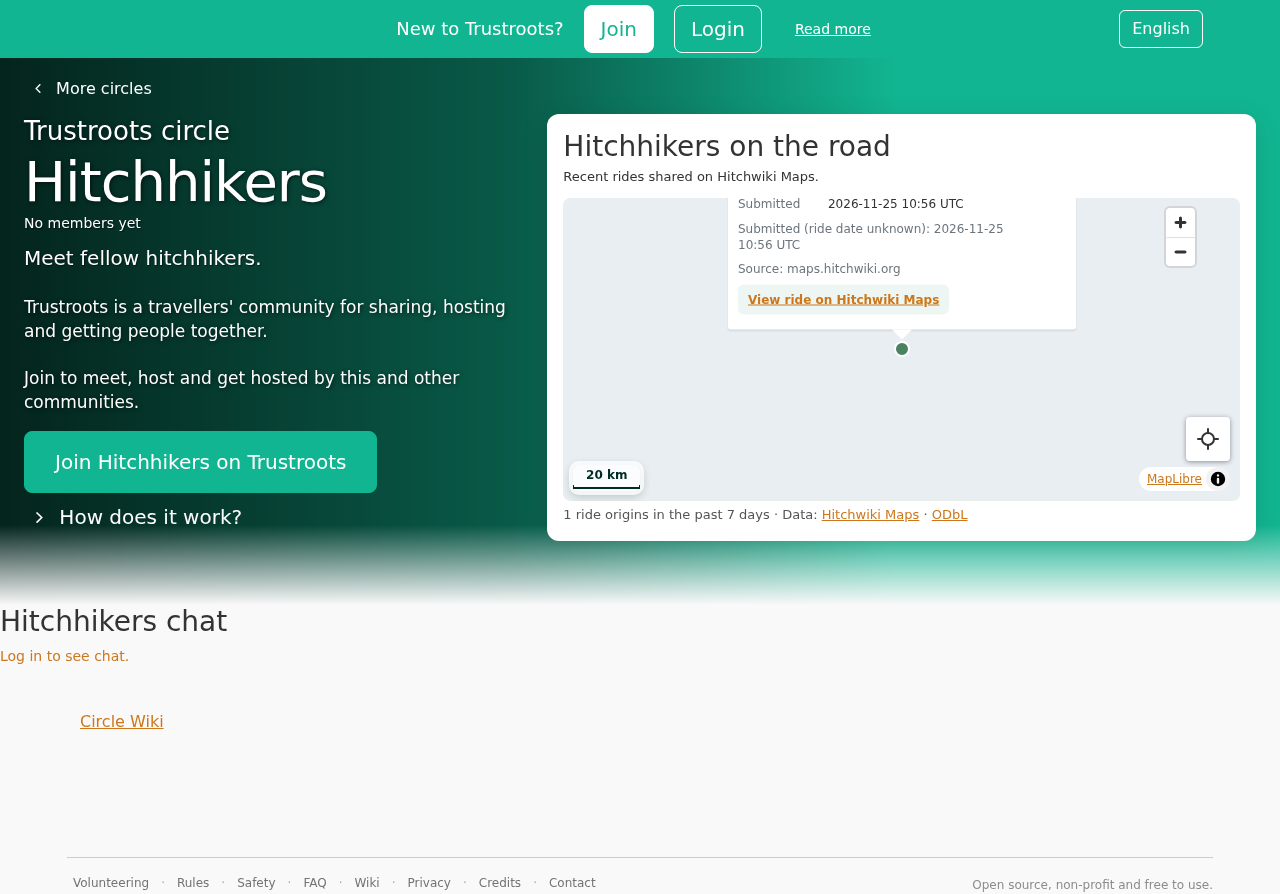 New to Trustroots? Join Login Read more English
More circles
Trustroots circle
Hitchhikers
No members yet
Meet fellow hitchhikers.
Trustroots is a travellers' community for sharing, hosting
and getting people together.
Join to meet, host and get hosted by this and other
communities.
Join Hitchhikers on Trustroots
How does it work?
Hitchhikers on the road
Recent rides shared on Hitchwiki Maps.
Submitted 2026-11-25 10:56 UTC
Submitted (ride date unknown): 2026-11-25
10:56 UTC
Source: maps.hitchwiki.org
View ride on Hitchwiki Maps
20 km
MapLibre
1 ride origins in the past 7 days · Data: Hitchwiki Maps · ODbL
Hitchhikers chat
Log in to see chat.
Circle Wiki
Volunteering · Rules · Safety · FAQ · Wiki · Privacy · Credits · Contact
Open source, non-profit and free to use.